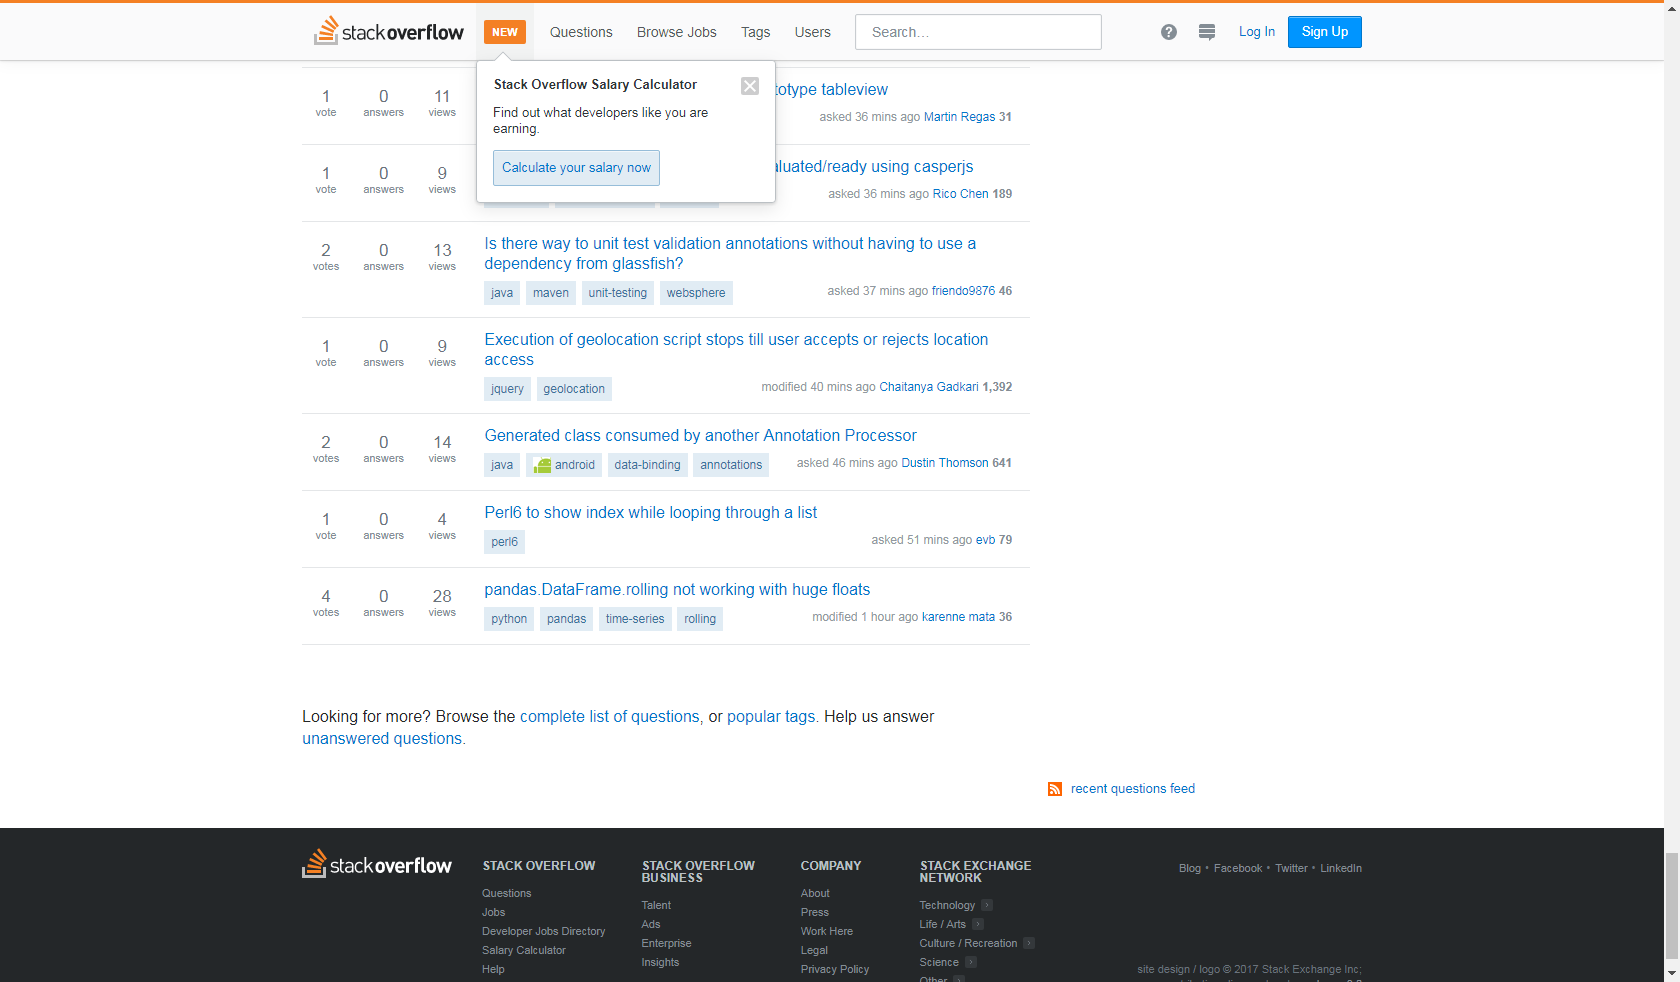 stackoverflow NEW Questions Browse Jobs Tags Users Search... Log In Sign Up
Stack Overflow Salary Calculator
Find out what developers like you are
earning.
Calculate your salary now
1 0 11 tableview
vote answers views
asked 36 mins ago Martin Regas 31
1 0 9 using casperjs
vote answers views
asked 36 mins ago Rico Chen 189
2 0 13
votes answers views
Is there way to unit test validation annotations without having to use a
dependency from glassfish?
java maven unit-testing websphere
asked 37 mins ago friendo9876 46
1 0 9
vote answers views
Execution of geolocation script stops till user accepts or rejects location
access
jquery geolocation
modified 40 mins ago Chaitanya Gadkari 1,392
2 0 14
votes answers views
Generated class consumed by another Annotation Processor
java android data-binding annotations
asked 46 mins ago Dustin Thomson 641
1 0 4
vote answers views
Perl6 to show index while looping through a list
perl6
asked 51 mins ago evb 79
4 0 28
votes answers views
pandas.DataFrame.rolling not working with huge floats
python pandas time-series rolling
modified 1 hour ago karenne mata 36
Looking for more? Browse the complete list of questions, or popular tags. Help us answer
unanswered questions.
recent questions feed
stackoverflow
STACK OVERFLOW
Questions
Jobs
Developer Jobs Directory
Salary Calculator
Help
STACK OVERFLOW
BUSINESS
Talent
Ads
Enterprise
Insights
COMPANY
About
Press
Work Here
Legal
Privacy Policy
STACK EXCHANGE
NETWORK
Technology
Life / Arts
Culture / Recreation
Science
Other
Blog • Facebook • Twitter • LinkedIn
site design / logo © 2017 Stack Exchange Inc;